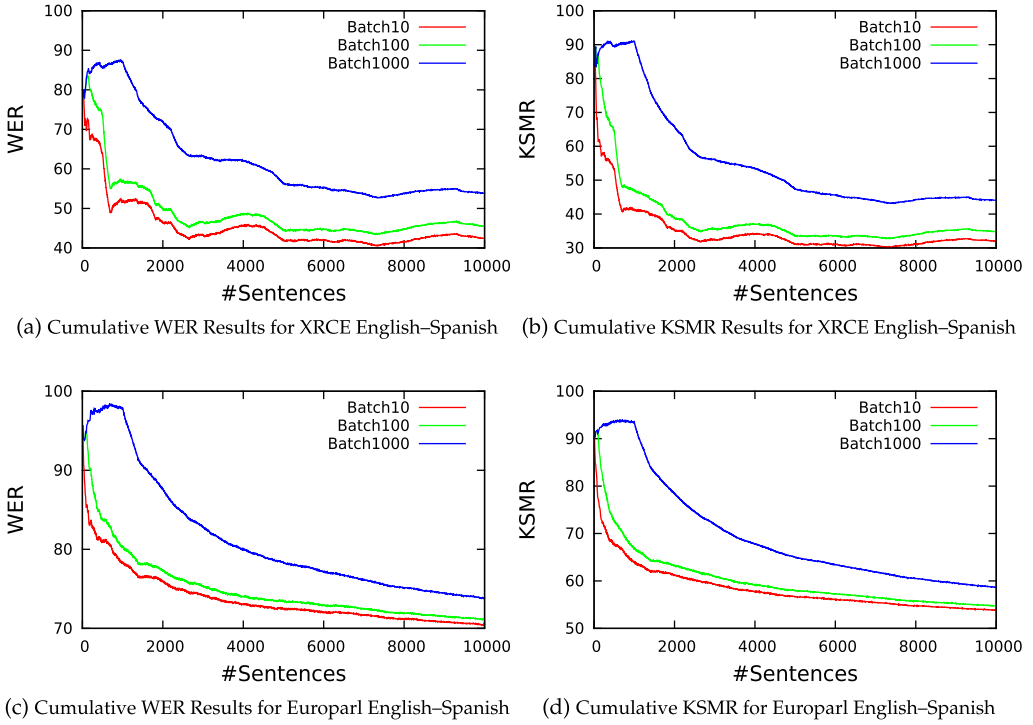 100
90
80
70
60
50
40
0 2000 4000 6000 8000 10000
WER
#Sentences
Batch10
Batch100
Batch1000
(a) Cumulative WER Results for XRCE English–Spanish
100
90
80
70
60
50
40
30
0 2000 4000 6000 8000 10000
KSMR
#Sentences
Batch10
Batch100
Batch1000
(b) Cumulative KSMR Results for XRCE English–Spanish
100
90
80
70
0 2000 4000 6000 8000 10000
WER
#Sentences
Batch10
Batch100
Batch1000
(c) Cumulative WER Results for Europarl English–Spanish
100
90
80
70
60
50
0 2000 4000 6000 8000 10000
KSMR
#Sentences
Batch10
Batch100
Batch1000
(d) Cumulative KSMR for Europarl English–Spanish